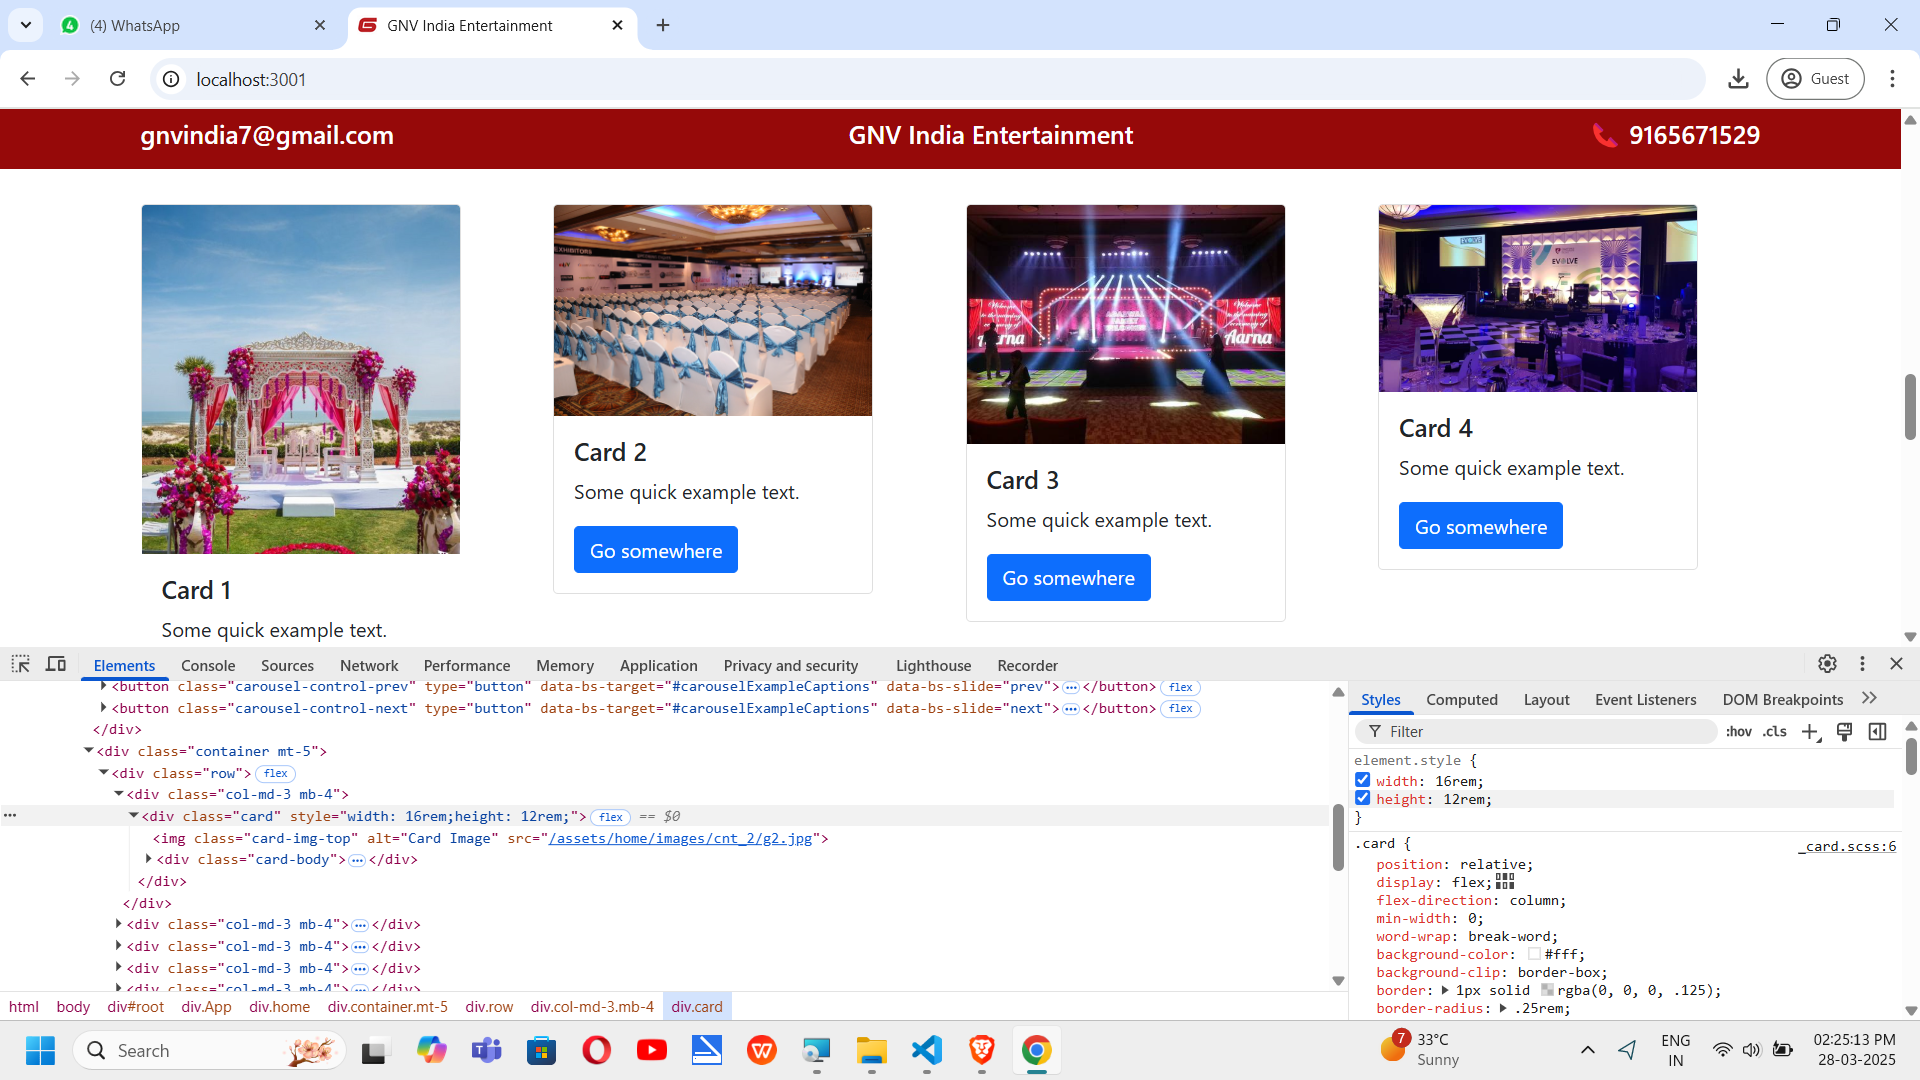 4 (4) WhatsApp
GNV India Entertainment
localhost:3001
Guest
gnvindia7@gmail.com
GNV India Entertainment
9165671529
Card 1
Some quick example text.
EXHIBITORS
Card 2
Some quick example text.
Go somewhere
Aarna
Card 3
Some quick example text.
Go somewhere
EVOLVE
Card 4
Some quick example text.
Go somewhere
Elements Console Sources Network Performance Memory Application Privacy and security Lighthouse Recorder
<button class="carousel-control-prev" type="button" data-bs-target="#carouselExampleCaptions" data-bs-slide="prev">…</button> flex
<button class="carousel-control-next" type="button" data-bs-target="#carouselExampleCaptions" data-bs-slide="next">…</button> flex
</div>
<div class="container mt-5">
<div class="row"> flex
<div class="col-md-3 mb-4">
<div class="card" style="width: 16rem;height: 12rem;"> flex == $0
<img class="card-img-top" alt="Card Image" src="/assets/home/images/cnt_2/g2.jpg">
<div class="card-body">…</div>
</div>
</div>
<div class="col-md-3 mb-4">…</div>
<div class="col-md-3 mb-4">…</div>
<div class="col-md-3 mb-4">…</div>
<div class="col-md-3 mb-4">…</div>
html body div#root div.App div.home div.container.mt-5 div.row div.col-md-3.mb-4 div.card
Styles Computed Layout Event Listeners DOM Breakpoints
Filter :hov .cls
element.style {
width: 16rem;
height: 12rem;
}
.card { _card.scss:6
position: relative;
display: flex;
flex-direction: column;
min-width: 0;
word-wrap: break-word;
background-color: #fff;
background-clip: border-box;
border: 1px solid rgba(0, 0, 0, .125);
border-radius: .25rem;
Search
7 33°C
Sunny
ENG
IN
02:25:13 PM
28-03-2025